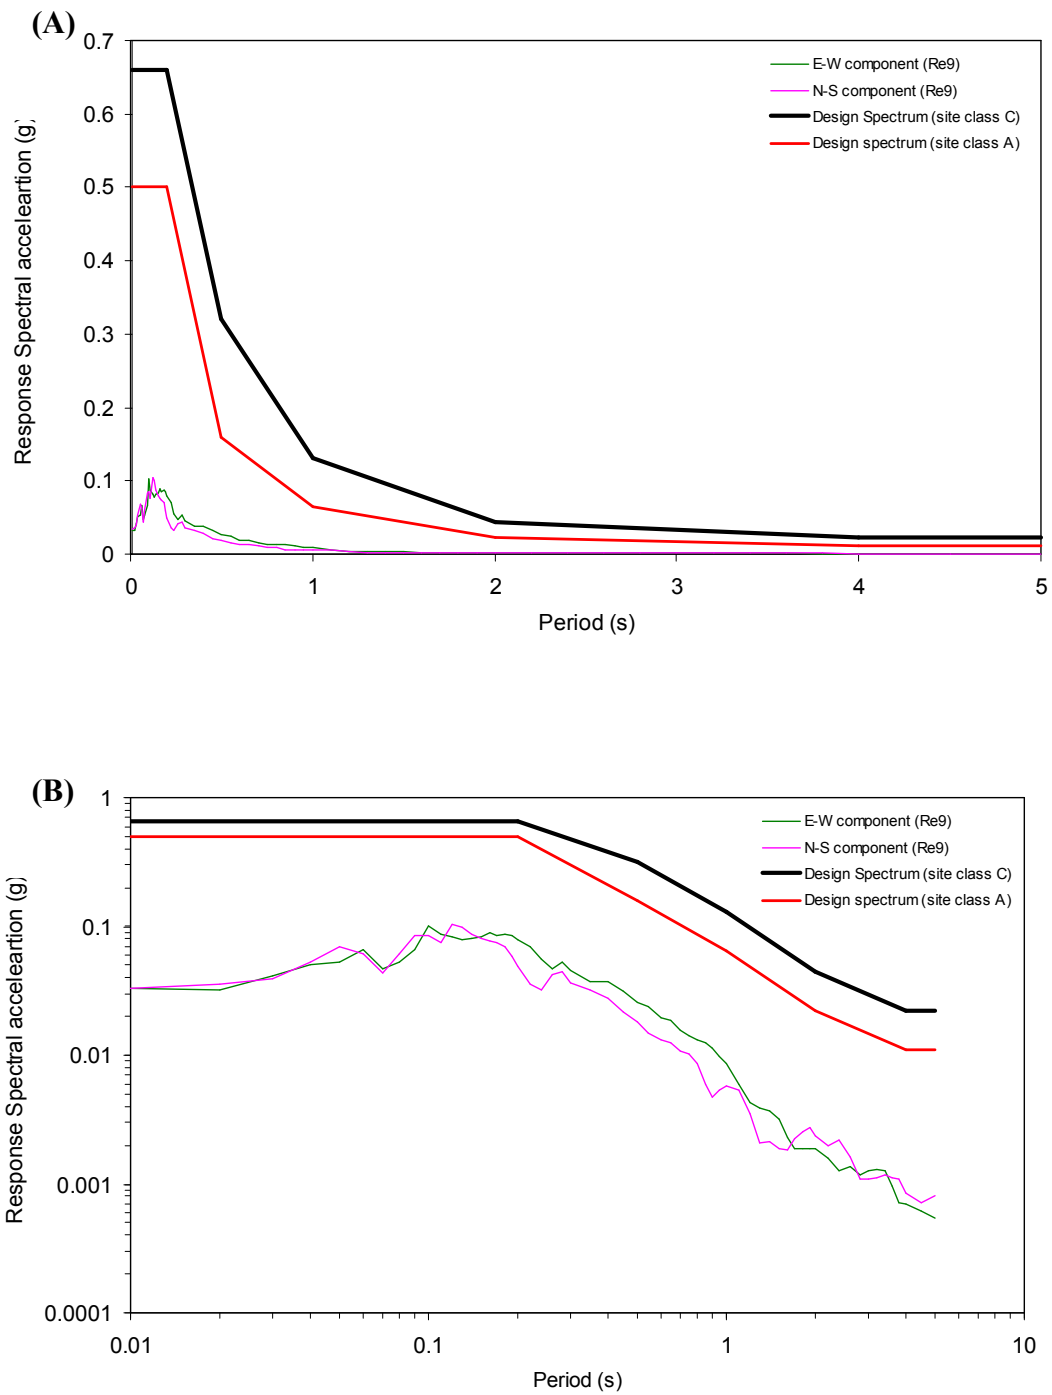 (A)
0.7
0.6
0.5
0.4
0.3
0.2
0.1
0
Response Spectral acceleartion (g)
E-W component (Re9)
N-S component (Re9)
Design Spectrum (site class C)
Design spectrum (site class A)
0 1 2 3 4 5
Period (s)
(B)
1
0.1
0.01
0.001
0.0001
Response Spectral acceleartion (g)
E-W component (Re9)
N-S component (Re9)
Design Spectrum (site class C)
Design spectrum (site class A)
0.01 0.1 1 10
Period (s)